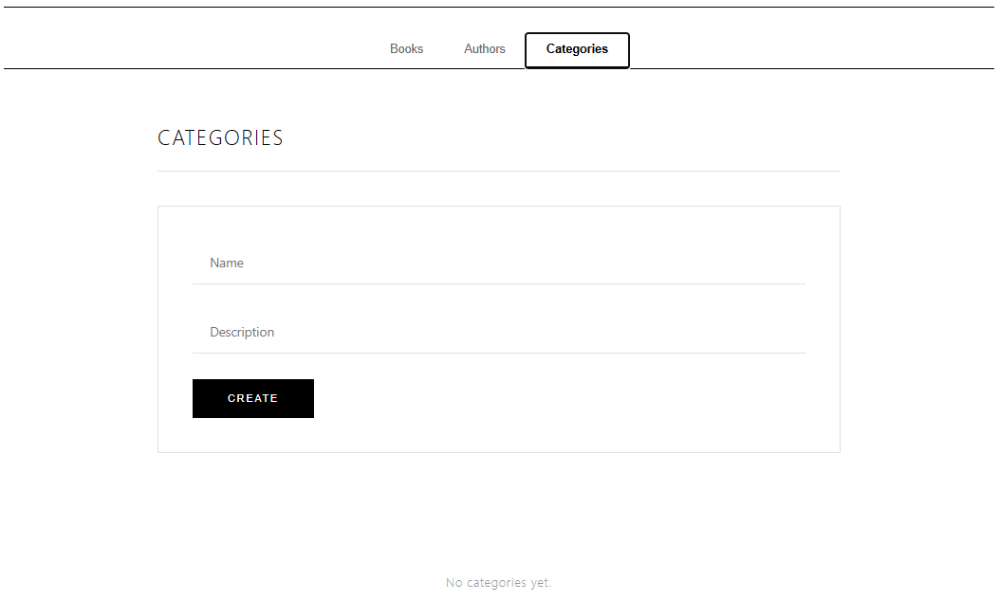 Books Authors Categories
CATEGORIES
Name
Description
CREATE
No categories yet.